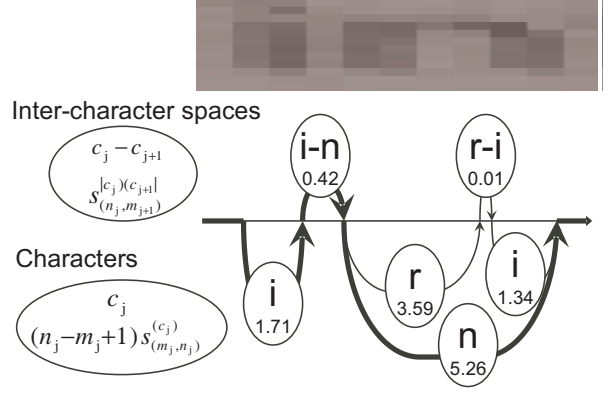 Inter-character spaces
c_j – c_{j+1}
s^{|c_j)(c_{j+1}|}_{(n_j,m_{j+1})}
i-n
0.42
r-i
0.01
Characters
c_j
(n_j–m_j+1) s^{(c_j)}_{(m_j,n_j)}
i
1.71
r
3.59
i
1.34
n
5.26